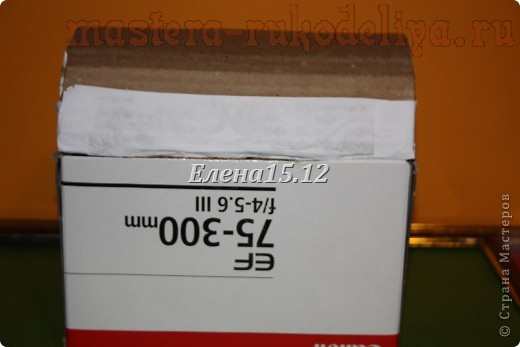 mastera-rukodeliya.ru
Елена15.12
Canon
EF
75-300mm
f/4-5.6 III
© Страна Мастеров